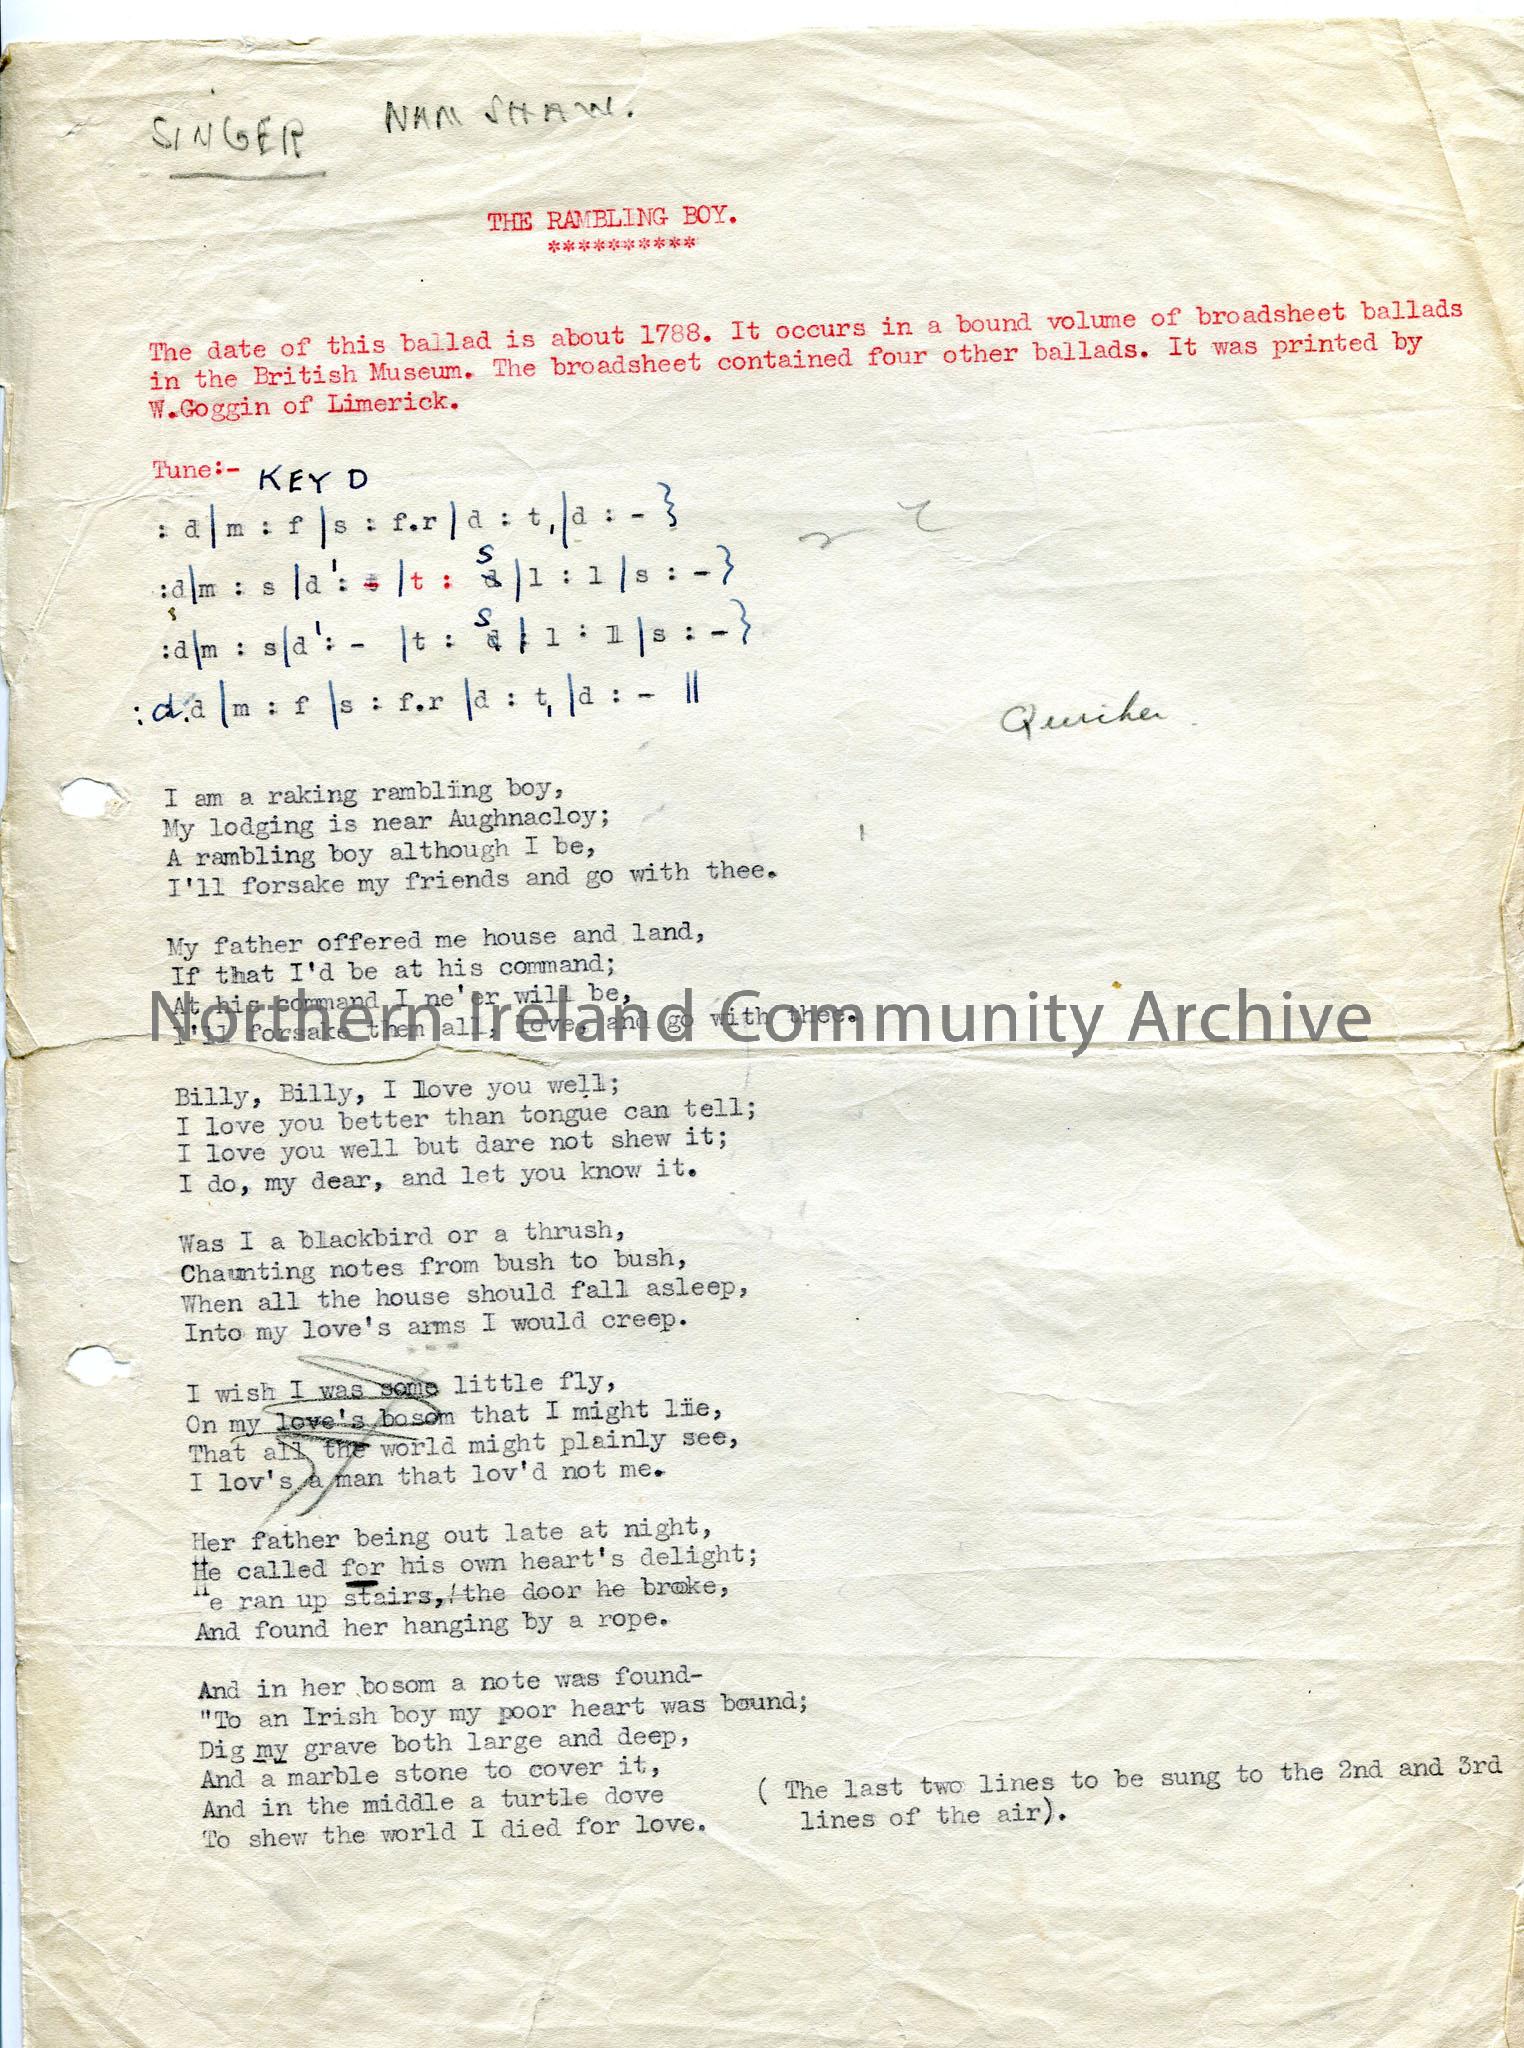 SINGER NAM SHAW.
THE RAMBLING BOY.
**********
The date of this ballad is about 1788. It occurs in a bound volume of broadsheet ballads
in the British Museum. The broadsheet contained four other ballads. It was printed by
W.Goggin of Limerick.
Tune:- KEY D
: d|m : f |s : f.r|d : t,|d : -}
:d|m : s |d' : |t : s |l : l |s : -}
:d|m : s|d' : - |t : s | l : l |s : -}
:d.d |m : f |s : f.r |d : t, |d : - ||
Quicker.
I am a raking rambling boy,
My lodging is near Aughnacloy;
A rambling boy although I be,
I'll forsake my friends and go with thee.
My father offered me house and land,
If that I'd be at his command;
At his command I ne'er will be,
I'll forsake them all, love, and go with thee.
Northern Ireland Community Archive
Billy, Billy, I love you well;
I love you better than tongue can tell;
I love you well but dare not shew it;
I do, my dear, and let you know it.
Was I a blackbird or a thrush,
Chaunting notes from bush to bush,
When all the house should fall asleep,
Into my love's arms I would creep.
I wish I was some little fly,
On my love's bosom that I might lie,
That all the world might plainly see,
I lov's a man that lov'd not me.
Her father being out late at night,
He called for his own heart's delight;
He ran up stairs, the door he broke,
And found her hanging by a rope.
And in her bosom a note was found-
"To an Irish boy my poor heart was bound;
Dig my grave both large and deep,
And a marble stone to cover it,
And in the middle a turtle dove
To shew the world I died for love.
( The last two lines to be sung to the 2nd and 3rd
lines of the air).